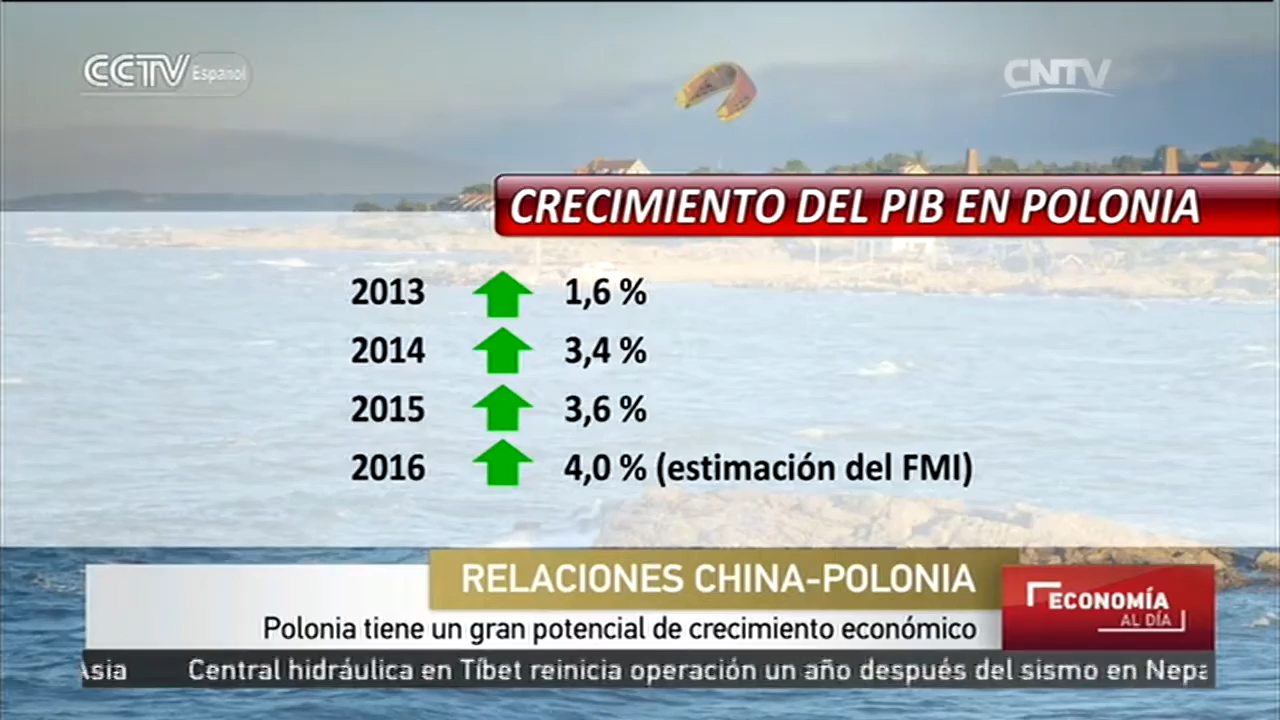 CCTV Español
CNTV
CRECIMIENTO DEL PIB EN POLONIA
2013 1,6 %
2014 3,4 %
2015 3,6 %
2016 4,0 % (estimación del FMI)
RELACIONES CHINA-POLONIA
Polonia tiene un gran potencial de crecimiento económico
ECONOMÍA
AL DÍA
Asia Central hidráulica en Tíbet reinicia operación un año después del sismo en Nepa